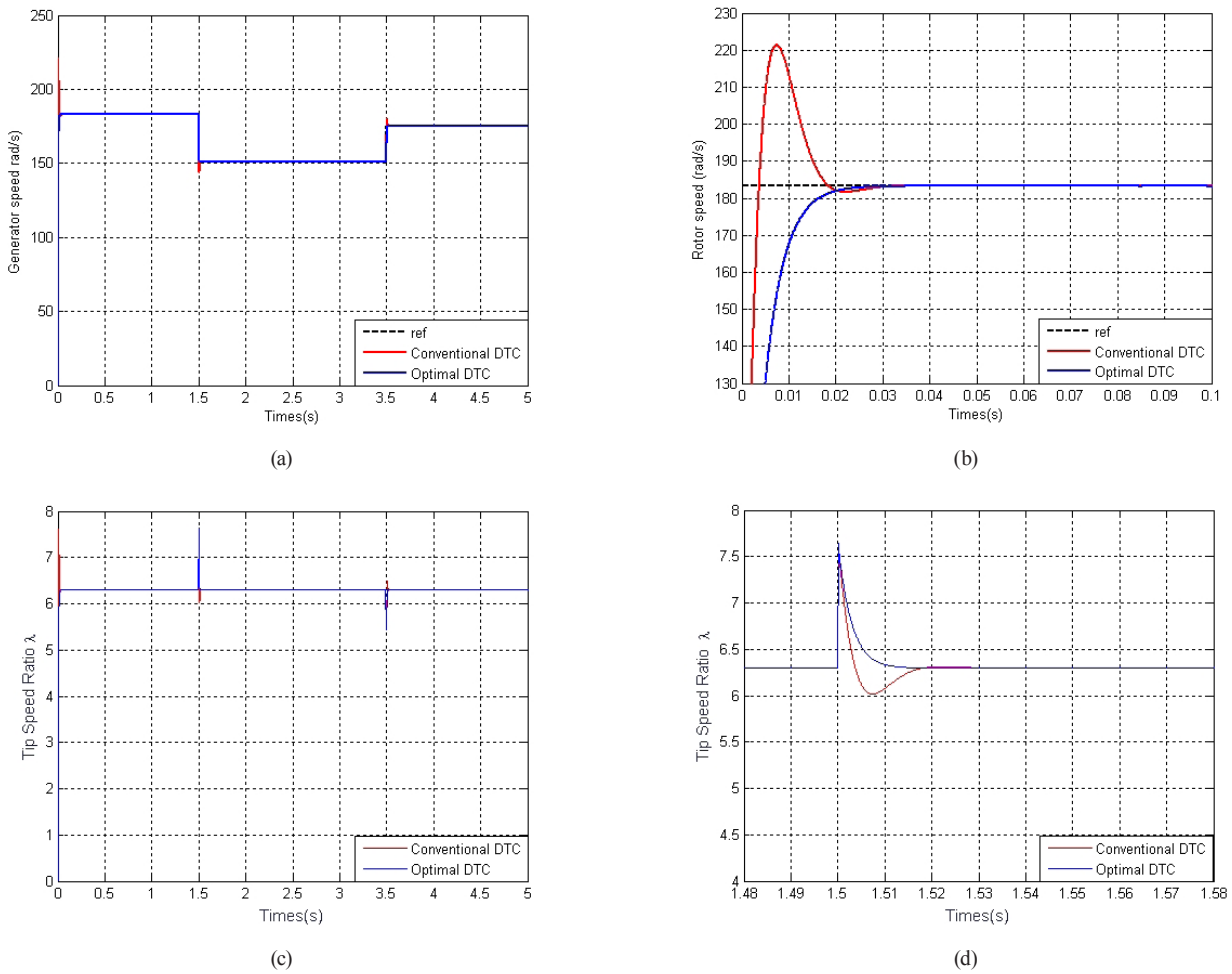 250
200
150
100
50
0
Generator speed rad/s
0 0.5 1 1.5 2 2.5 3 3.5 4 4.5 5
Times(s)
ref
Conventional DTC
Optimal DTC
(a)
230
220
210
200
190
180
170
160
150
140
130
Rotor speed (rad/s)
0 0.01 0.02 0.03 0.04 0.05 0.06 0.07 0.08 0.09 0.1
Times(s)
ref
Conventional DTC
Optimal DTC
(b)
8
7
6
5
4
3
2
1
0
Tip Speed Ratio λ
0 0.5 1 1.5 2 2.5 3 3.5 4 4.5 5
Times(s)
Conventional DTC
Optimal DTC
(c)
8
7.5
7
6.5
6
5.5
5
4.5
4
Tip Speed Ratio λ
1.48 1.49 1.5 1.51 1.52 1.53 1.54 1.55 1.56 1.57 1.58
Times(s)
Conventional DTC
Optimal DTC
(d)